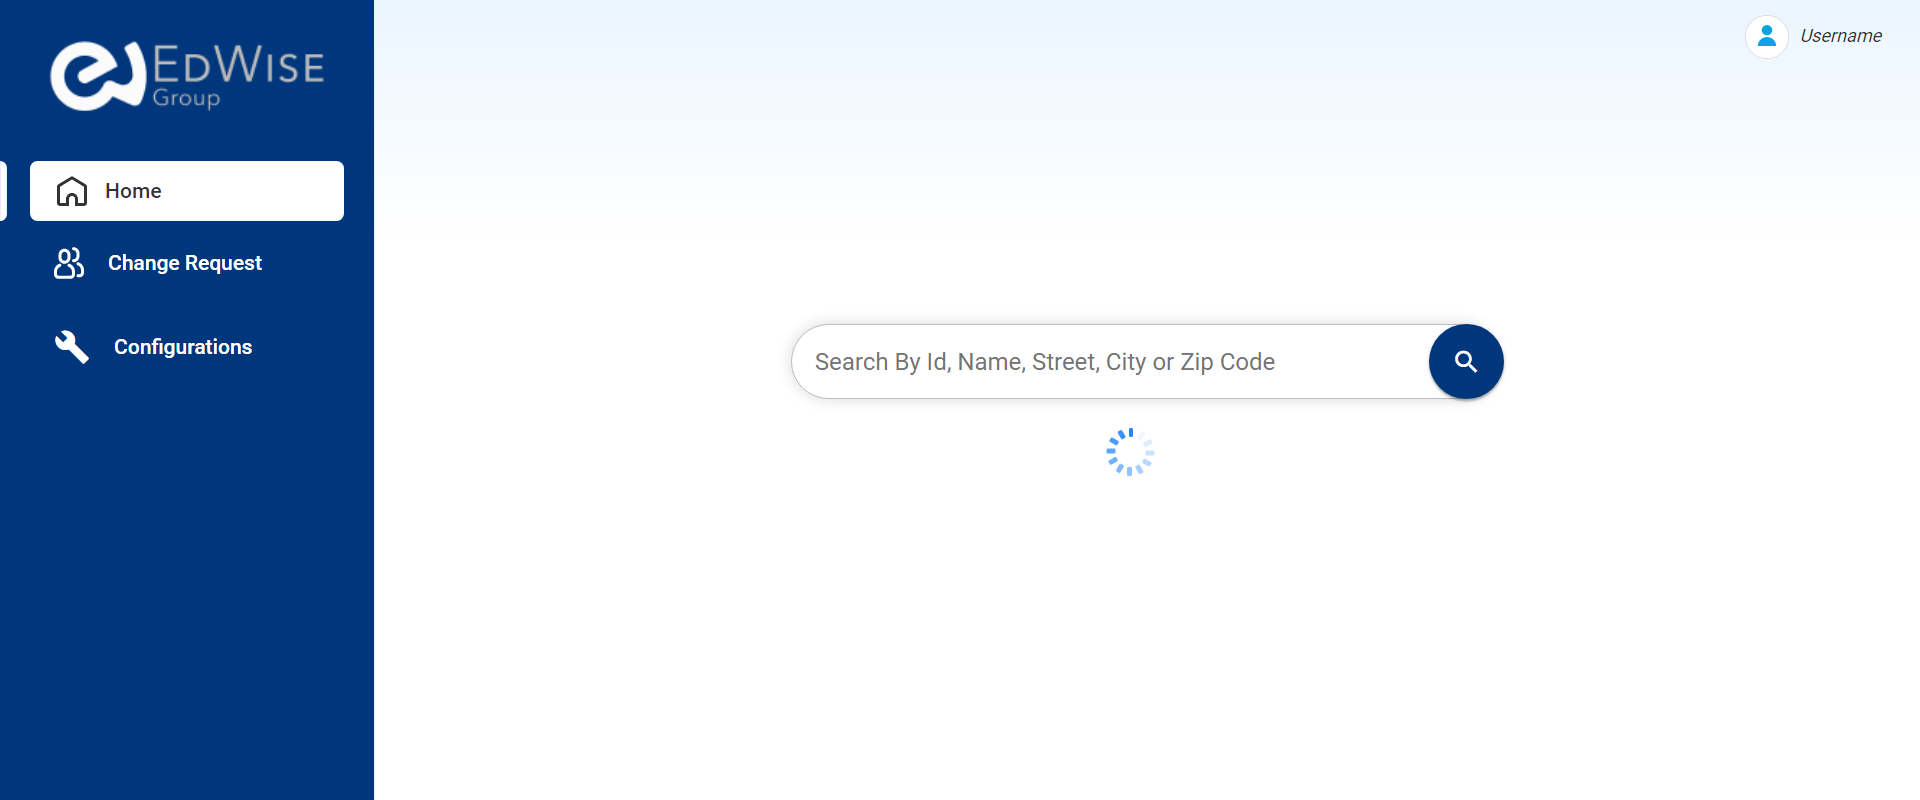 EDWISE
Group
Username
Home
Change Request
Configurations
Search By Id, Name, Street, City or Zip Code